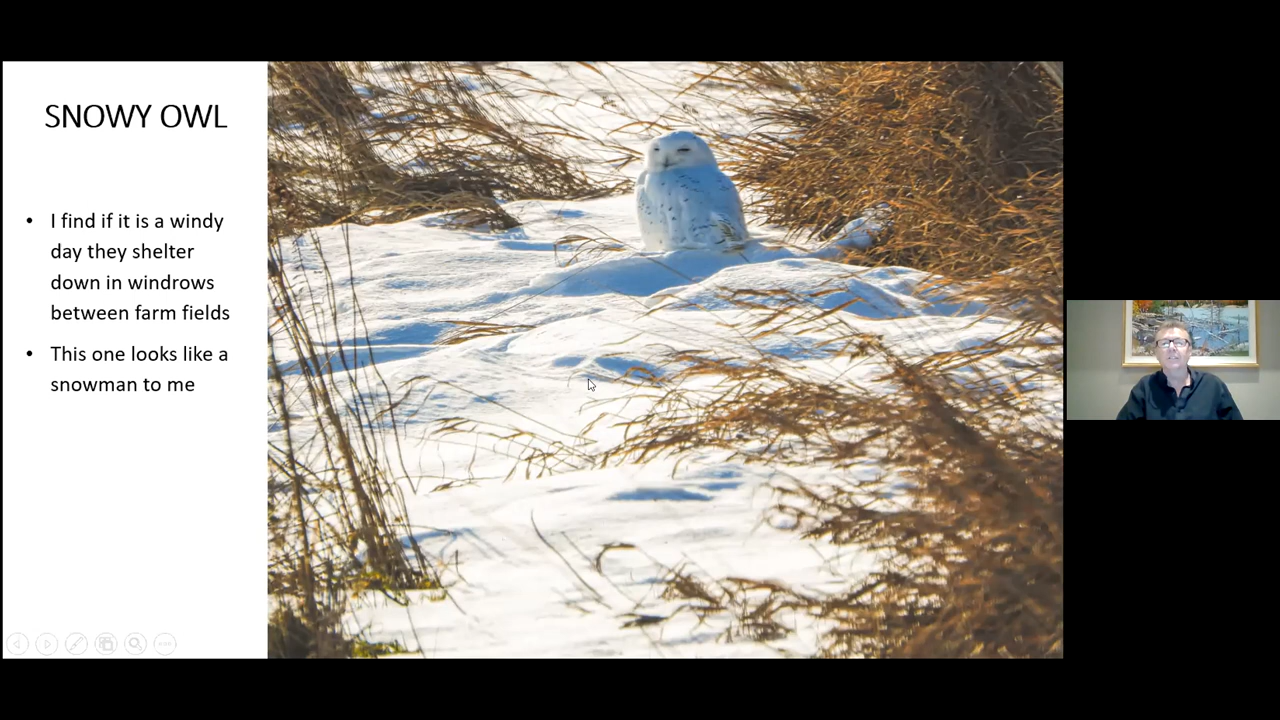 SNOWY OWL
• I find if it is a windy
day they shelter
down in windrows
between farm fields
• This one looks like a
snowman to me